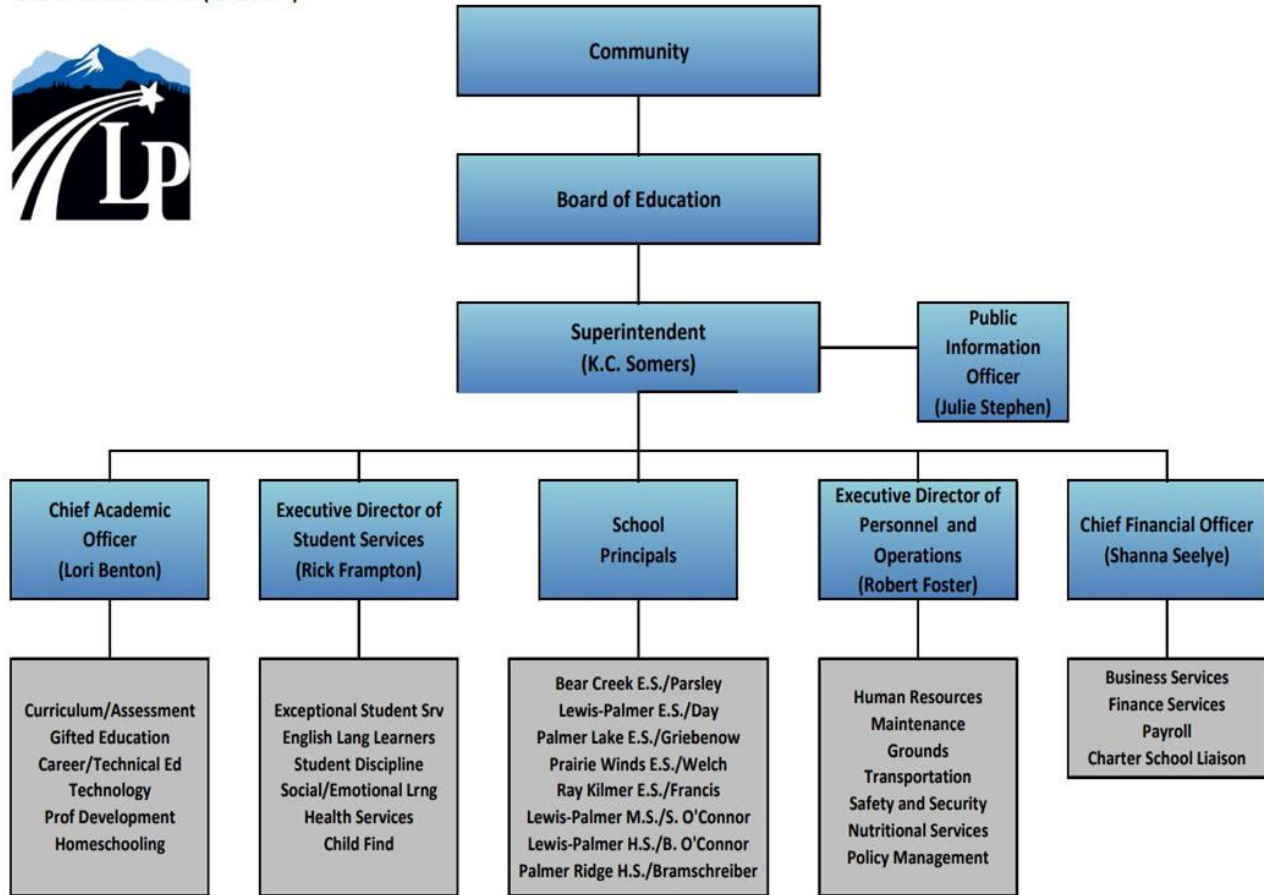 LP
Community
Board of Education
Superintendent
(K.C. Somers)
Public
Information
Officer
(Julie Stephen)
Chief Academic
Officer
(Lori Benton)
Executive Director of
Student Services
(Rick Frampton)
School
Principals
Executive Director of
Personnel and
Operations
(Robert Foster)
Chief Financial Officer
(Shanna Seelye)
Curriculum/Assessment
Gifted Education
Career/Technical Ed
Technology
Prof Development
Homeschooling
Exceptional Student Srv
English Lang Learners
Student Discipline
Social/Emotional Lrng
Health Services
Child Find
Bear Creek E.S./Parsley
Lewis-Palmer E.S./Day
Palmer Lake E.S./Griebenow
Prairie Winds E.S./Welch
Ray Kilmer E.S./Francis
Lewis-Palmer M.S./S. O'Connor
Lewis-Palmer H.S./B. O'Connor
Palmer Ridge H.S./Bramschreiber
Human Resources
Maintenance
Grounds
Transportation
Safety and Security
Nutritional Services
Policy Management
Business Services
Finance Services
Payroll
Charter School Liaison